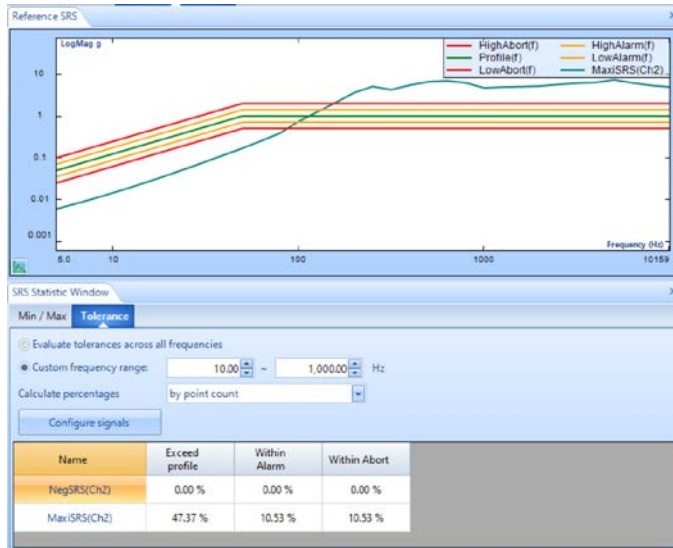 Reference SRS
LogMag g
HighAbort(f) HighAlarm(f)
Profile(f) LowAlarm(f)
LowAbort(f) MaxiSRS(Ch2)
10
1
0.1
0.01
0.001
Frequency (Hz)
5.0 10 100 1000 10159
SRS Statistic Window
Min / Max Tolerance
Evaluate tolerances across all frequencies
Custom frequency range: 10.00 ~ 1,000.00 Hz
Calculate percentages by point count
Configure signals
Name Exceed profile Within Alarm Within Abort
NegSRS(Ch2) 0.00 % 0.00 % 0.00 %
MaxiSRS(Ch2) 47.37 % 10.53 % 10.53 %